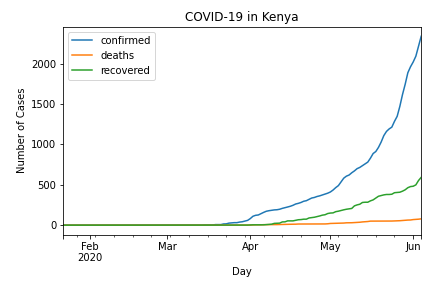 COVID-19 in Kenya
confirmed
deaths
recovered
Number of Cases
2000
1500
1000
500
0
Feb Mar Apr May Jun
2020
Day